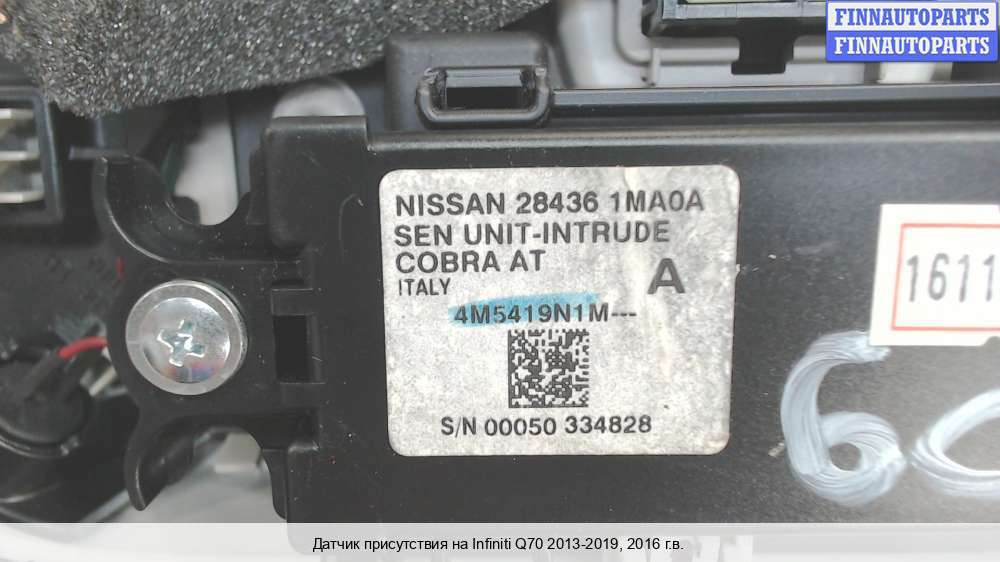 FINNAUTOPARTS
FINNAUTOPARTS
NISSAN 28436 1MA0A
SEN UNIT-INTRUDE
COBRA AT
ITALY
A
4M5419N1M---
S/N 00050 334828
1611
60
Датчик присутствия на Infiniti Q70 2013-2019, 2016 г.в.